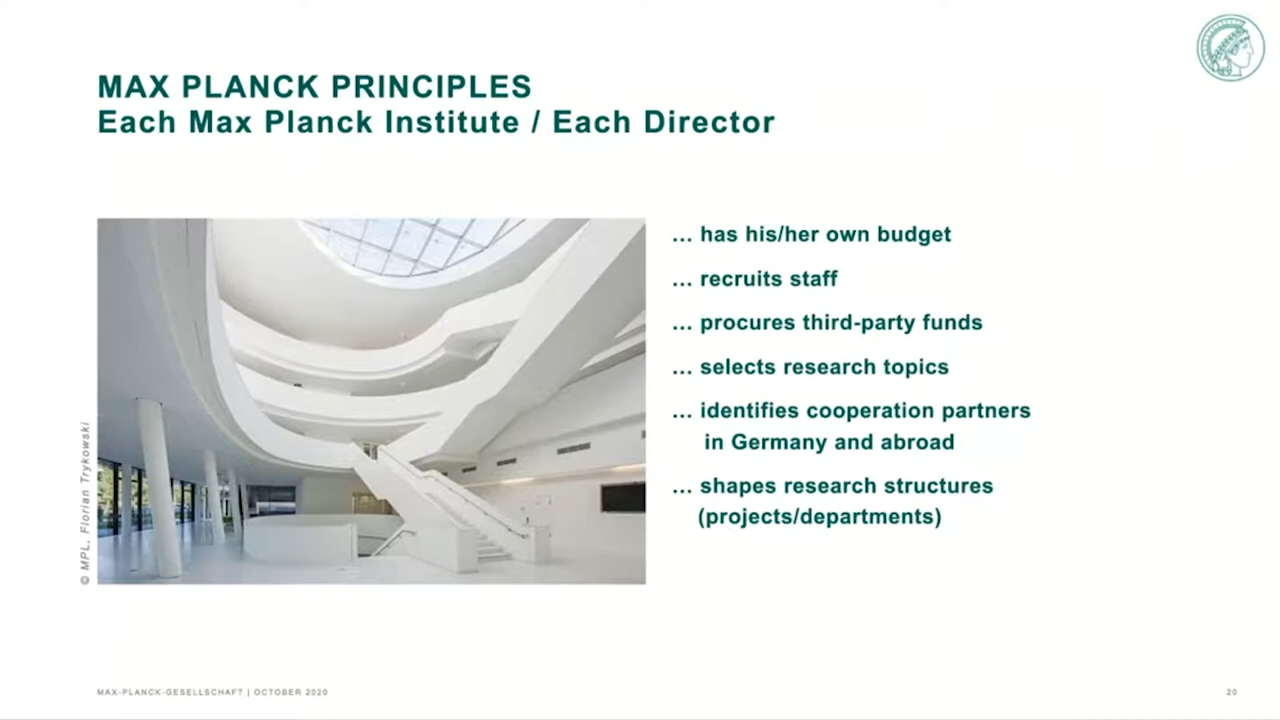 MAX PLANCK PRINCIPLES
Each Max Planck Institute / Each Director
… has his/her own budget
… recruits staff
… procures third-party funds
… selects research topics
… identifies cooperation partners
in Germany and abroad
… shapes research structures
(projects/departments)
© MPL, Florian Trykowski
MAX-PLANCK-GESELLSCHAFT | OCTOBER 2020
20